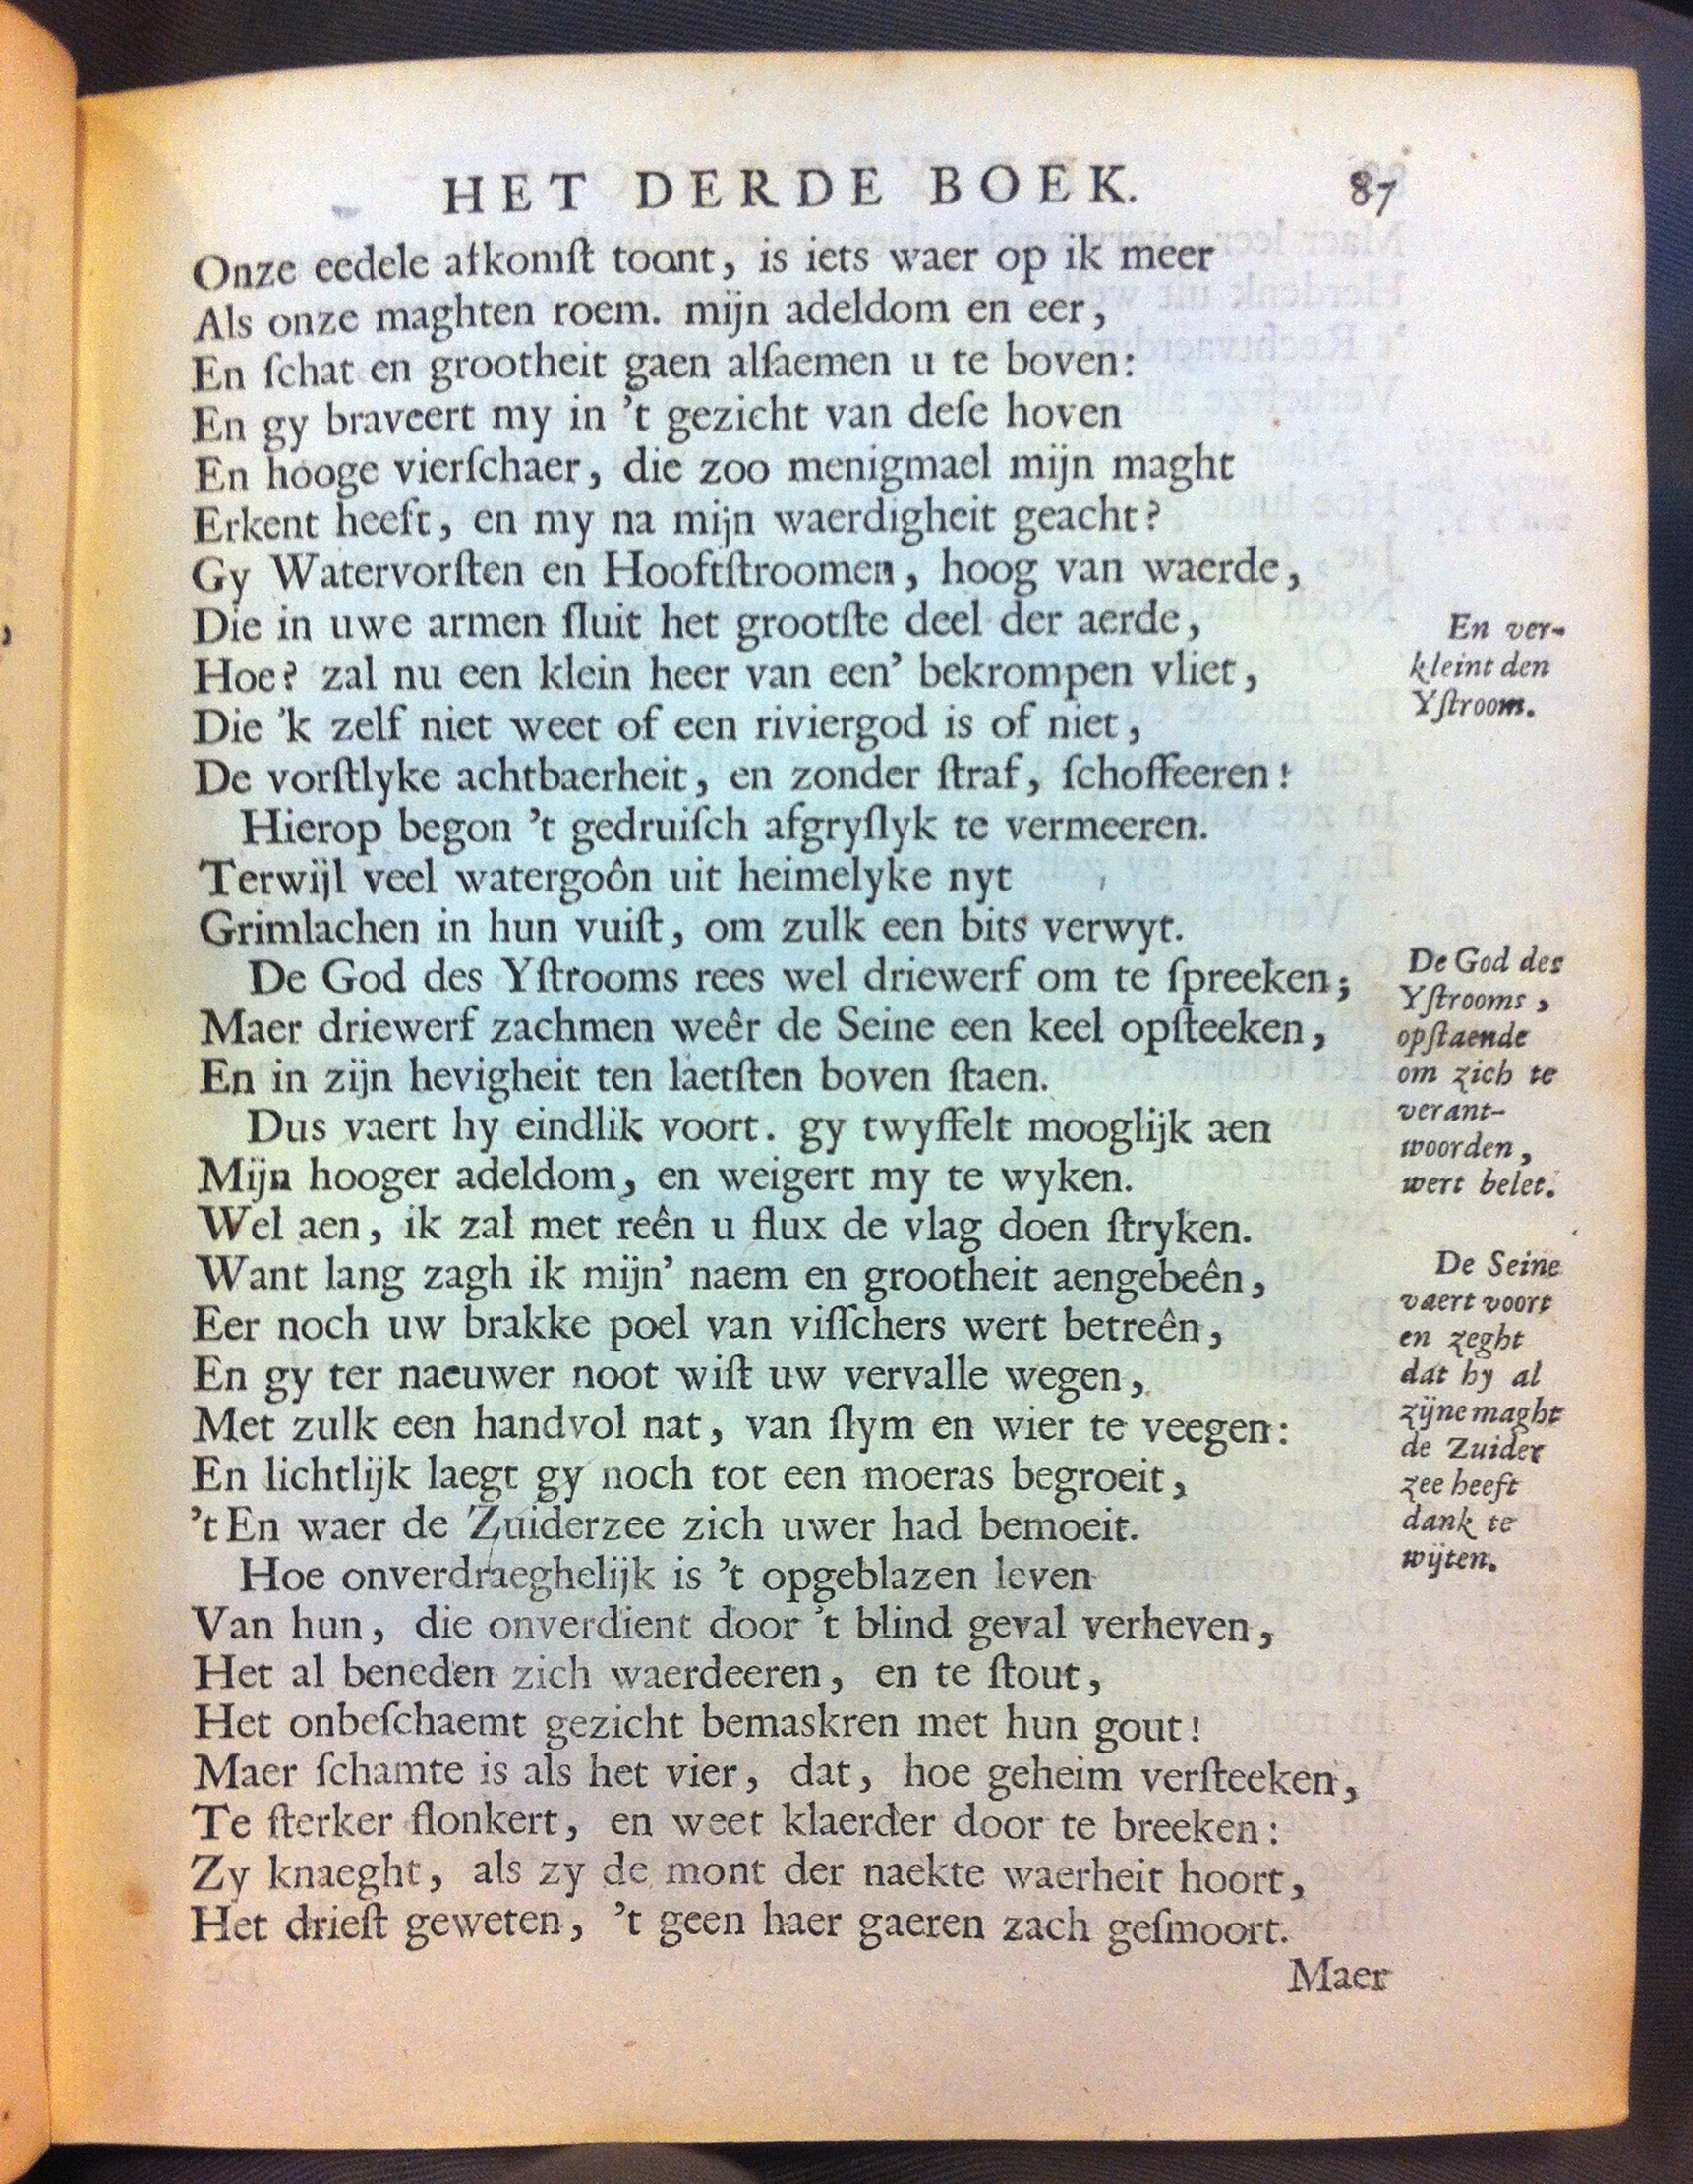 HET DERDE BOEK. 87
Onze eedele afkomſt toont, is iets waer op ik meer
Als onze maghten roem. mijn adeldom en eer,
En ſchat en grootheit gaen alſaemen u te boven:
En gy braveert my in 't gezicht van deſe hoven
En hooge vierſchaer, die zoo menigmael mijn maght
Erkent heeft, en my na mijn waerdigheit geacht?
Gy Watervorſten en Hooftſtroomen, hoog van waerde,
Die in uwe armen ſluit het grootſte deel der aerde,
Hoe? zal nu een klein heer van een' bekrompen vliet,
Die 'k zelf niet weet of een riviergod is of niet,
De vorſtlyke achtbaerheit, en zonder ſtraf, ſchoffeeren!
Hierop begon 't gedruiſch afgryſlyk te vermeeren.
Terwijl veel watergoôn uit heimelyke nyt
Grimlachen in hun vuiſt, om zulk een bits verwyt.
De God des Yſtrooms rees wel driewerf om te ſpreeken;
Maer driewerf zachmen weêr de Seine een keel opſteeken,
En in zijn hevigheit ten laetſten boven ſtaen.
Dus vaert hy eindlik voort. gy twyffelt mooglijk aen
Mijn hooger adeldom, en weigert my te wyken.
Wel aen, ik zal met reên u flux de vlag doen ſtryken.
Want lang zagh ik mijn' naem en grootheit aengebeên,
Eer noch uw brakke poel van viſſchers wert betreên,
En gy ter naeuwer noot wiſt uw vervalle wegen,
Met zulk een handvol nat, van ſlym en wier te veegen:
En lichtlijk laegt gy noch tot een moeras begroeit,
't En waer de Zuiderzee zich uwer had bemoeit.
Hoe onverdraeghelijk is 't opgeblazen leven
Van hun, die onverdient door 't blind geval verheven,
Het al beneden zich waerdeeren, en te ſtout,
Het onbeſchaemt gezicht bemaskren met hun gout!
Maer ſchamte is als het vier, dat, hoe geheim verſteeken,
Te ſterker flonkert, en weet klaerder door te breeken:
Zy knaeght, als zy de mont der naekte waerheit hoort,
Het drieſt geweten, 't geen haer gaeren zach geſmoort.
Maer
En ver-
kleint den
Yſtroom.
De God des
Yſtrooms,
opſtaende
om zich te
verant-
woorden,
wert belet.
De Seine
vaert voort
en zeght
dat hy al
zijne maght
de Zuider
zee heeft
dank te
wijten.